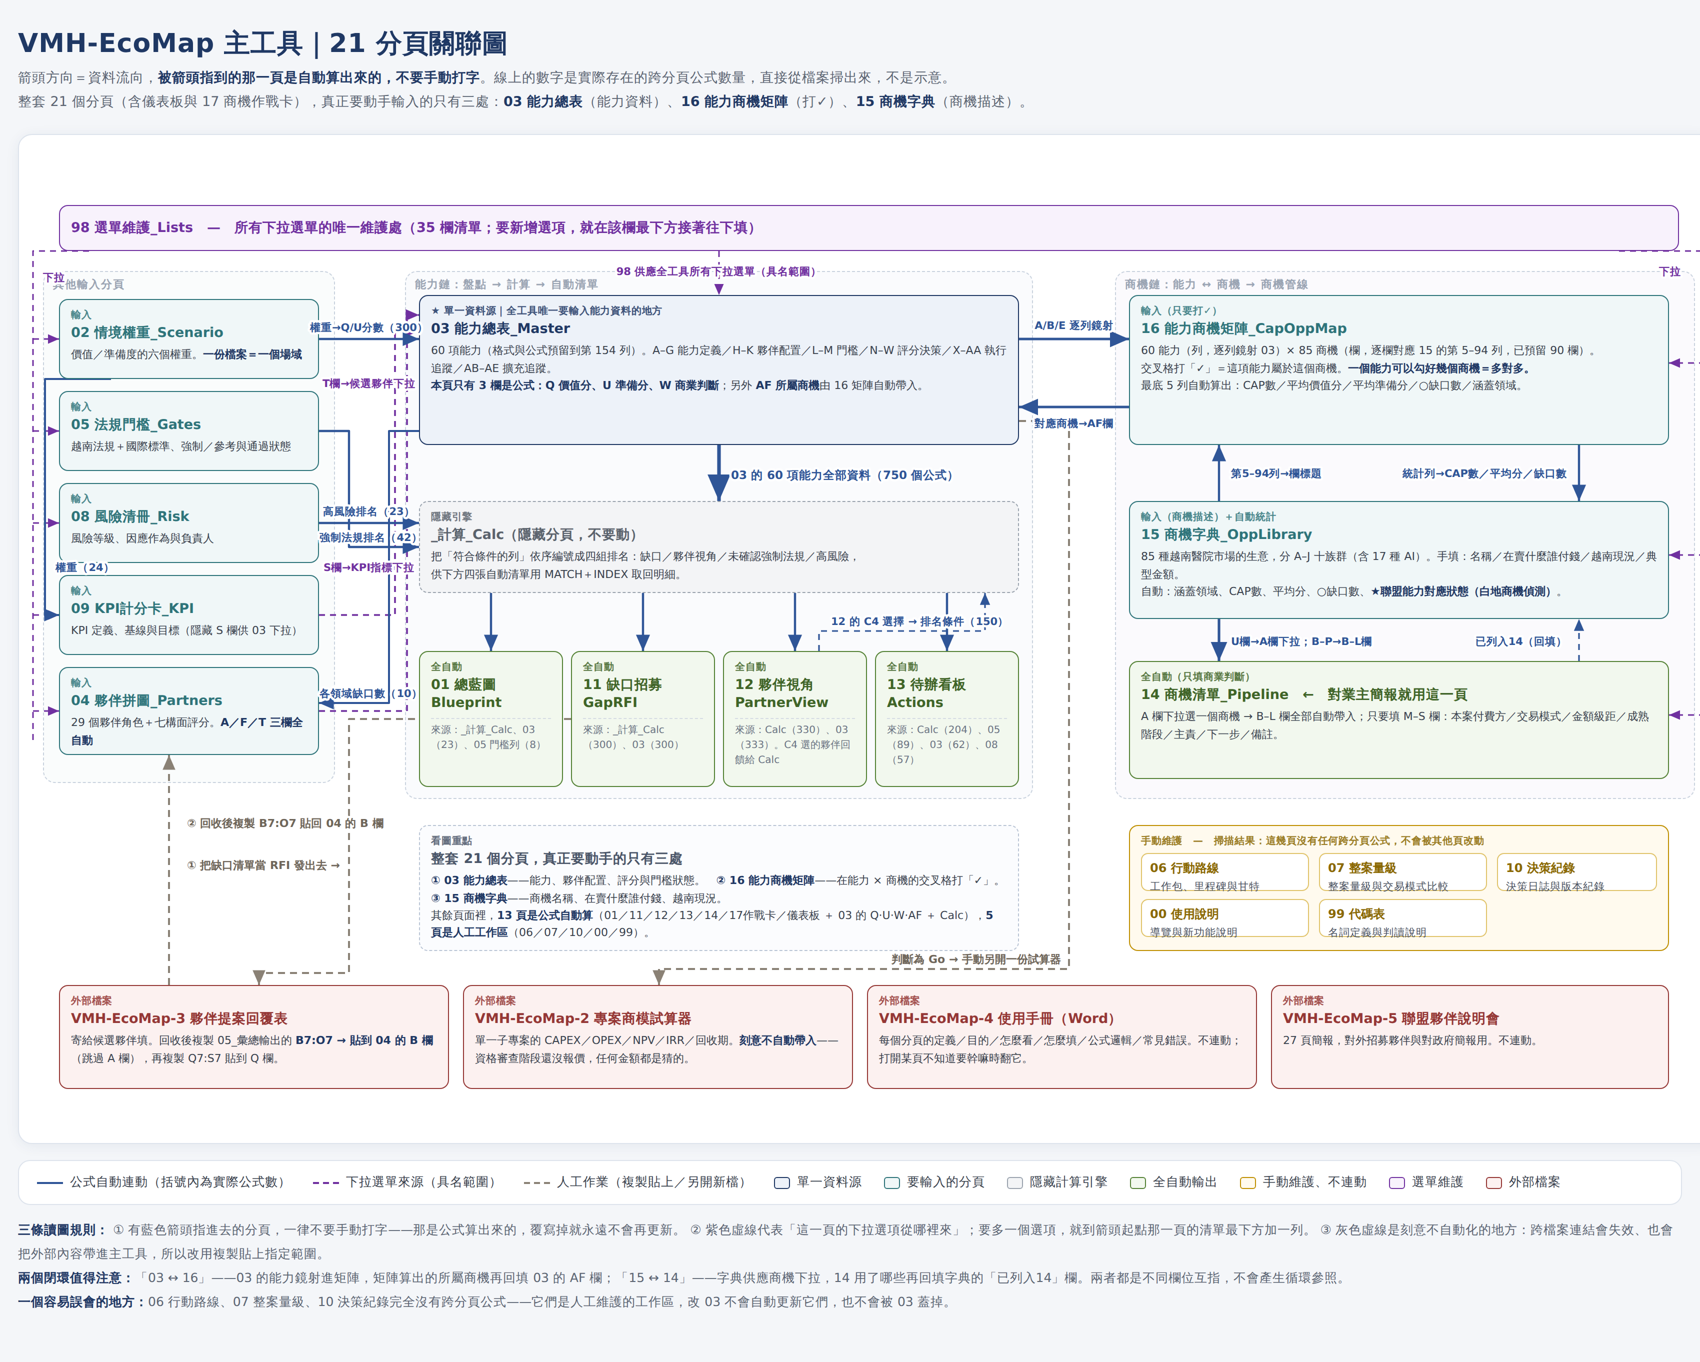 VMH-EcoMap 主工具｜21 分頁關聯圖
箭頭方向＝資料流向，被箭頭指到的那一頁是自動算出來的，不要手動打字。線上的數字是實際存在的跨分頁公式數量，直接從檔案掃出來，不是示意。
整套 21 個分頁（含儀表板與 17 商機作戰卡），真正要動手輸入的只有三處：03 能力總表（能力資料）、16 能力商機矩陣（打✓）、15 商機字典（商機描述）。
98 選單維護_Lists — 所有下拉選單的唯一維護處（35 欄清單；要新增選項，就在該欄最下方接著往下填）
下拉
98 供應全工具所有下拉選單（具名範圍）
下拉
其他輸入分頁
輸入
02 情境權重_Scenario
價值／準備度的六個權重。一份檔案＝一個場域
輸入
05 法規門檻_Gates
越南法規＋國際標準、強制／參考與通過狀態
輸入
08 風險清冊_Risk
風險等級、因應作為與負責人
權重（24）
輸入
09 KPI計分卡_KPI
KPI 定義、基線與目標（隱藏 S 欄供 03 下拉）
輸入
04 夥伴拼圖_Partners
29 個夥伴角色＋七構面評分。A／F／T 三欄全
自動
權重→Q/U分數（300）
T欄→候選夥伴下拉
高風險排名（23）
強制法規排名（42）
S欄→KPI指標下拉
各領域缺口數（10）
能力鏈：盤點 → 計算 → 自動清單
★ 單一資料源｜全工具唯一要輸入能力資料的地方
03 能力總表_Master
60 項能力（格式與公式預留到第 154 列）。A–G 能力定義／H–K 夥伴配置／L–M 門檻／N–W 評分決策／X–AA 執行
追蹤／AB–AE 擴充追蹤。
本頁只有 3 欄是公式：Q 價值分、U 準備分、W 商業判斷；另外 AF 所屬商機由 16 矩陣自動帶入。
03 的 60 項能力全部資料（750 個公式）
隱藏引擎
_計算_Calc（隱藏分頁，不要動）
把「符合條件的列」依序編號成四組排名：缺口／夥伴視角／未確認強制法規／高風險，
供下方四張自動清單用 MATCH＋INDEX 取回明細。
12 的 C4 選擇 → 排名條件（150）
全自動
01 總藍圖
Blueprint
來源：_計算_Calc、03
（23）、05 門檻列（8）
全自動
11 缺口招募
GapRFI
來源：_計算_Calc
（300）、03（300）
全自動
12 夥伴視角
PartnerView
來源：Calc（330）、03
（333）。C4 選的夥伴回
饋給 Calc
全自動
13 待辦看板
Actions
來源：Calc（204）、05
（89）、03（62）、08
（57）
A/B/E 逐列鏡射
對應商機→AF欄
商機鏈：能力 ↔ 商機 → 商機管線
輸入（只要打✓）
16 能力商機矩陣_CapOppMap
60 能力（列，逐列鏡射 03）× 85 商機（欄，逐欄對應 15 的第 5–94 列，已預留 90 欄）。
交叉格打「✓」＝這項能力屬於這個商機。一個能力可以勾好幾個商機＝多對多。
最底 5 列自動算出：CAP數／平均價值分／平均準備分／○缺口數／涵蓋領域。
第5–94列→欄標題
統計列→CAP數／平均分／缺口數
輸入（商機描述）＋自動統計
15 商機字典_OppLibrary
85 種越南醫院市場的生意，分 A–J 十族群（含 17 種 AI）。手填：名稱／在賣什麼誰付錢／越南現況／典
型金額。
自動：涵蓋領域、CAP數、平均分、○缺口數、★聯盟能力對應狀態（白地商機偵測）。
U欄→A欄下拉；B–P→B–L欄
已列入14（回填）
全自動（只填商業判斷）
14 商機清單_Pipeline ← 對業主簡報就用這一頁
A 欄下拉選一個商機 → B–L 欄全部自動帶入；只要填 M–S 欄：本案付費方／交易模式／金額級距／成熟
階段／主責／下一步／備註。
② 回收後複製 B7:O7 貼回 04 的 B 欄
① 把缺口清單當 RFI 發出去 →
看圖重點
整套 21 個分頁，真正要動手的只有三處
① 03 能力總表——能力、夥伴配置、評分與門檻狀態。 ② 16 能力商機矩陣——在能力 × 商機的交叉格打「✓」。
③ 15 商機字典——商機名稱、在賣什麼誰付錢、越南現況。
其餘頁面裡，13 頁是公式自動算（01／11／12／13／14／17作戰卡／儀表板 ＋ 03 的 Q·U·W·AF ＋ Calc），5
頁是人工工作區（06／07／10／00／99）。
判斷為 Go → 手動另開一份試算器
手動維護 — 掃描結果：這幾頁沒有任何跨分頁公式，不會被其他頁改動
06 行動路線
工作包、里程碑與甘特
07 整案量級
整案量級與交易模式比較
10 決策紀錄
決策日誌與版本紀錄
00 使用說明
導覽與新功能說明
99 代碼表
名詞定義與判讀說明
外部檔案
VMH-EcoMap-3 夥伴提案回覆表
寄給候選夥伴填。回收後複製 05_彙總輸出的 B7:O7 → 貼到 04 的 B 欄
（跳過 A 欄），再複製 Q7:S7 貼到 Q 欄。
外部檔案
VMH-EcoMap-2 專案商模試算器
單一子專案的 CAPEX／OPEX／NPV／IRR／回收期。刻意不自動帶入——
資格審查階段還沒報價，任何金額都是猜的。
外部檔案
VMH-EcoMap-4 使用手冊（Word）
每個分頁的定義／目的／怎麼看／怎麼填／公式邏輯／常見錯誤。不連動；
打開某頁不知道要幹嘛時翻它。
外部檔案
VMH-EcoMap-5 聯盟夥伴說明會
27 頁簡報，對外招募夥伴與對政府簡報用。不連動。
公式自動連動（括號內為實際公式數） 下拉選單來源（具名範圍） 人工作業（複製貼上／另開新檔） 單一資料源 要輸入的分頁 隱藏計算引擎 全自動輸出 手動維護、不連動 選單維護 外部檔案
三條讀圖規則： ① 有藍色箭頭指進去的分頁，一律不要手動打字——那是公式算出來的，覆寫掉就永遠不會再更新。 ② 紫色虛線代表「這一頁的下拉選項從哪裡來」；要多一個選項，就到箭頭起點那一頁的清單最下方加一列。 ③ 灰色虛線是刻意不自動化的地方：跨檔案連結會失效、也會
把外部內容帶進主工具，所以改用複製貼上指定範圍。
兩個閉環值得注意：「03 ↔ 16」——03 的能力鏡射進矩陣，矩陣算出的所屬商機再回填 03 的 AF 欄；「15 ↔ 14」——字典供應商機下拉，14 用了哪些再回填字典的「已列入14」欄。兩者都是不同欄位互指，不會產生循環參照。
一個容易誤會的地方：06 行動路線、07 整案量級、10 決策紀錄完全沒有跨分頁公式——它們是人工維護的工作區，改 03 不會自動更新它們，也不會被 03 蓋掉。